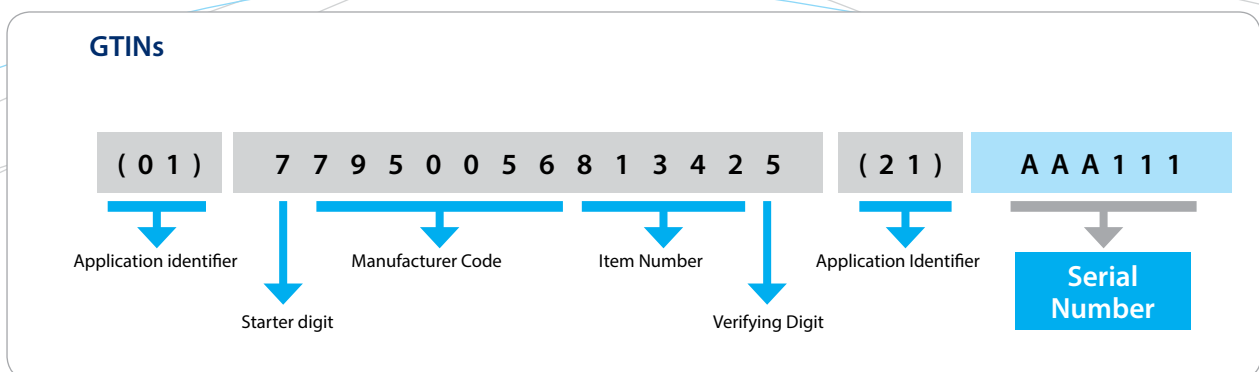 GTINs
( 0 1 ) 7 7 9 5 0 0 5 6 8 1 3 4 2 5 ( 2 1 ) A A A 1 1 1
Application identifier Manufacturer Code Item Number Application Identifier
Serial
Number
Starter digit Verifying Digit